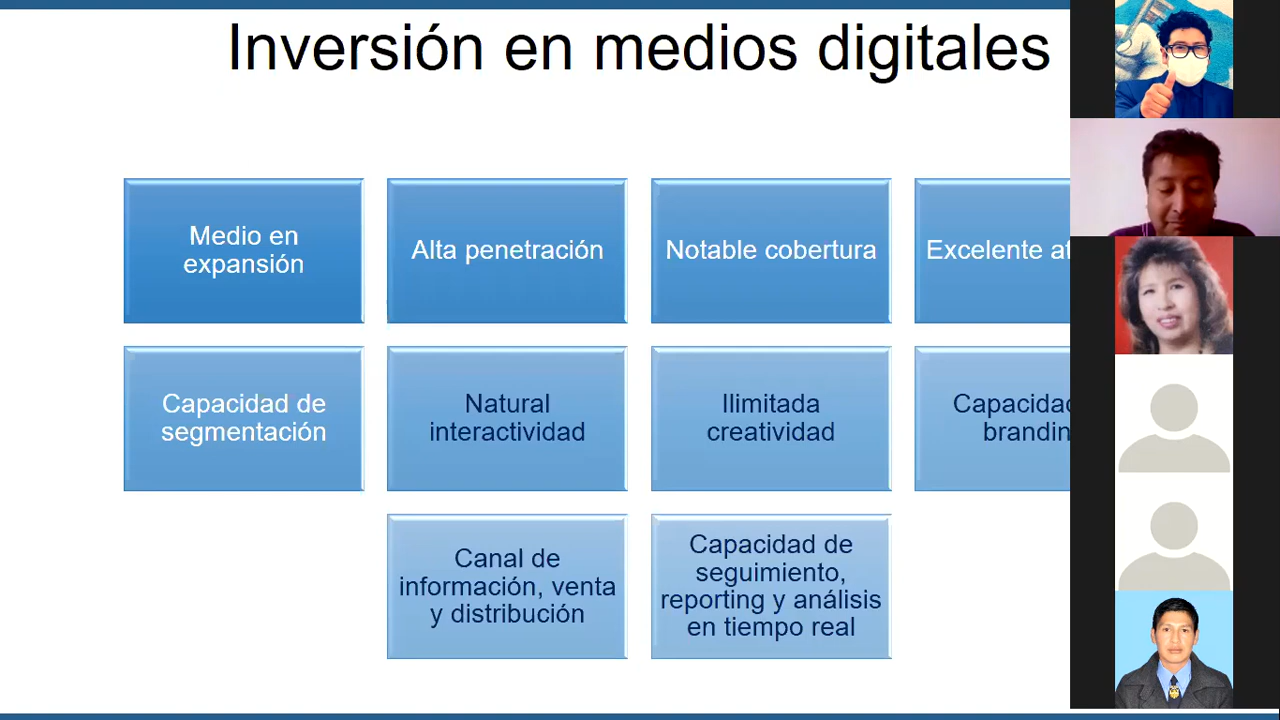 Inversión en medios digitales
Medio en
expansión
Alta penetración
Notable cobertura
Excelente
Capacidad de
segmentación
Natural
interactividad
Ilimitada
creatividad
Canal de
información, venta
y distribución
Capacidad de
seguimiento,
reporting y análisis
en tiempo real